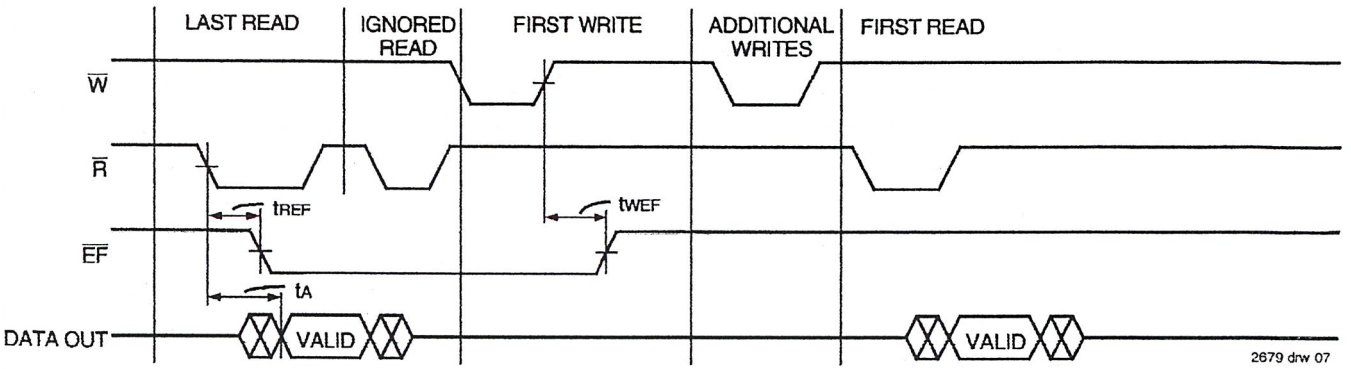 LAST READ
IGNORED READ
FIRST WRITE
ADDITIONAL WRITES
FIRST READ
W̅
R̅
tREF
tWEF
E̅F̅
tA
DATA OUT
VALID
VALID
2679 drw 07